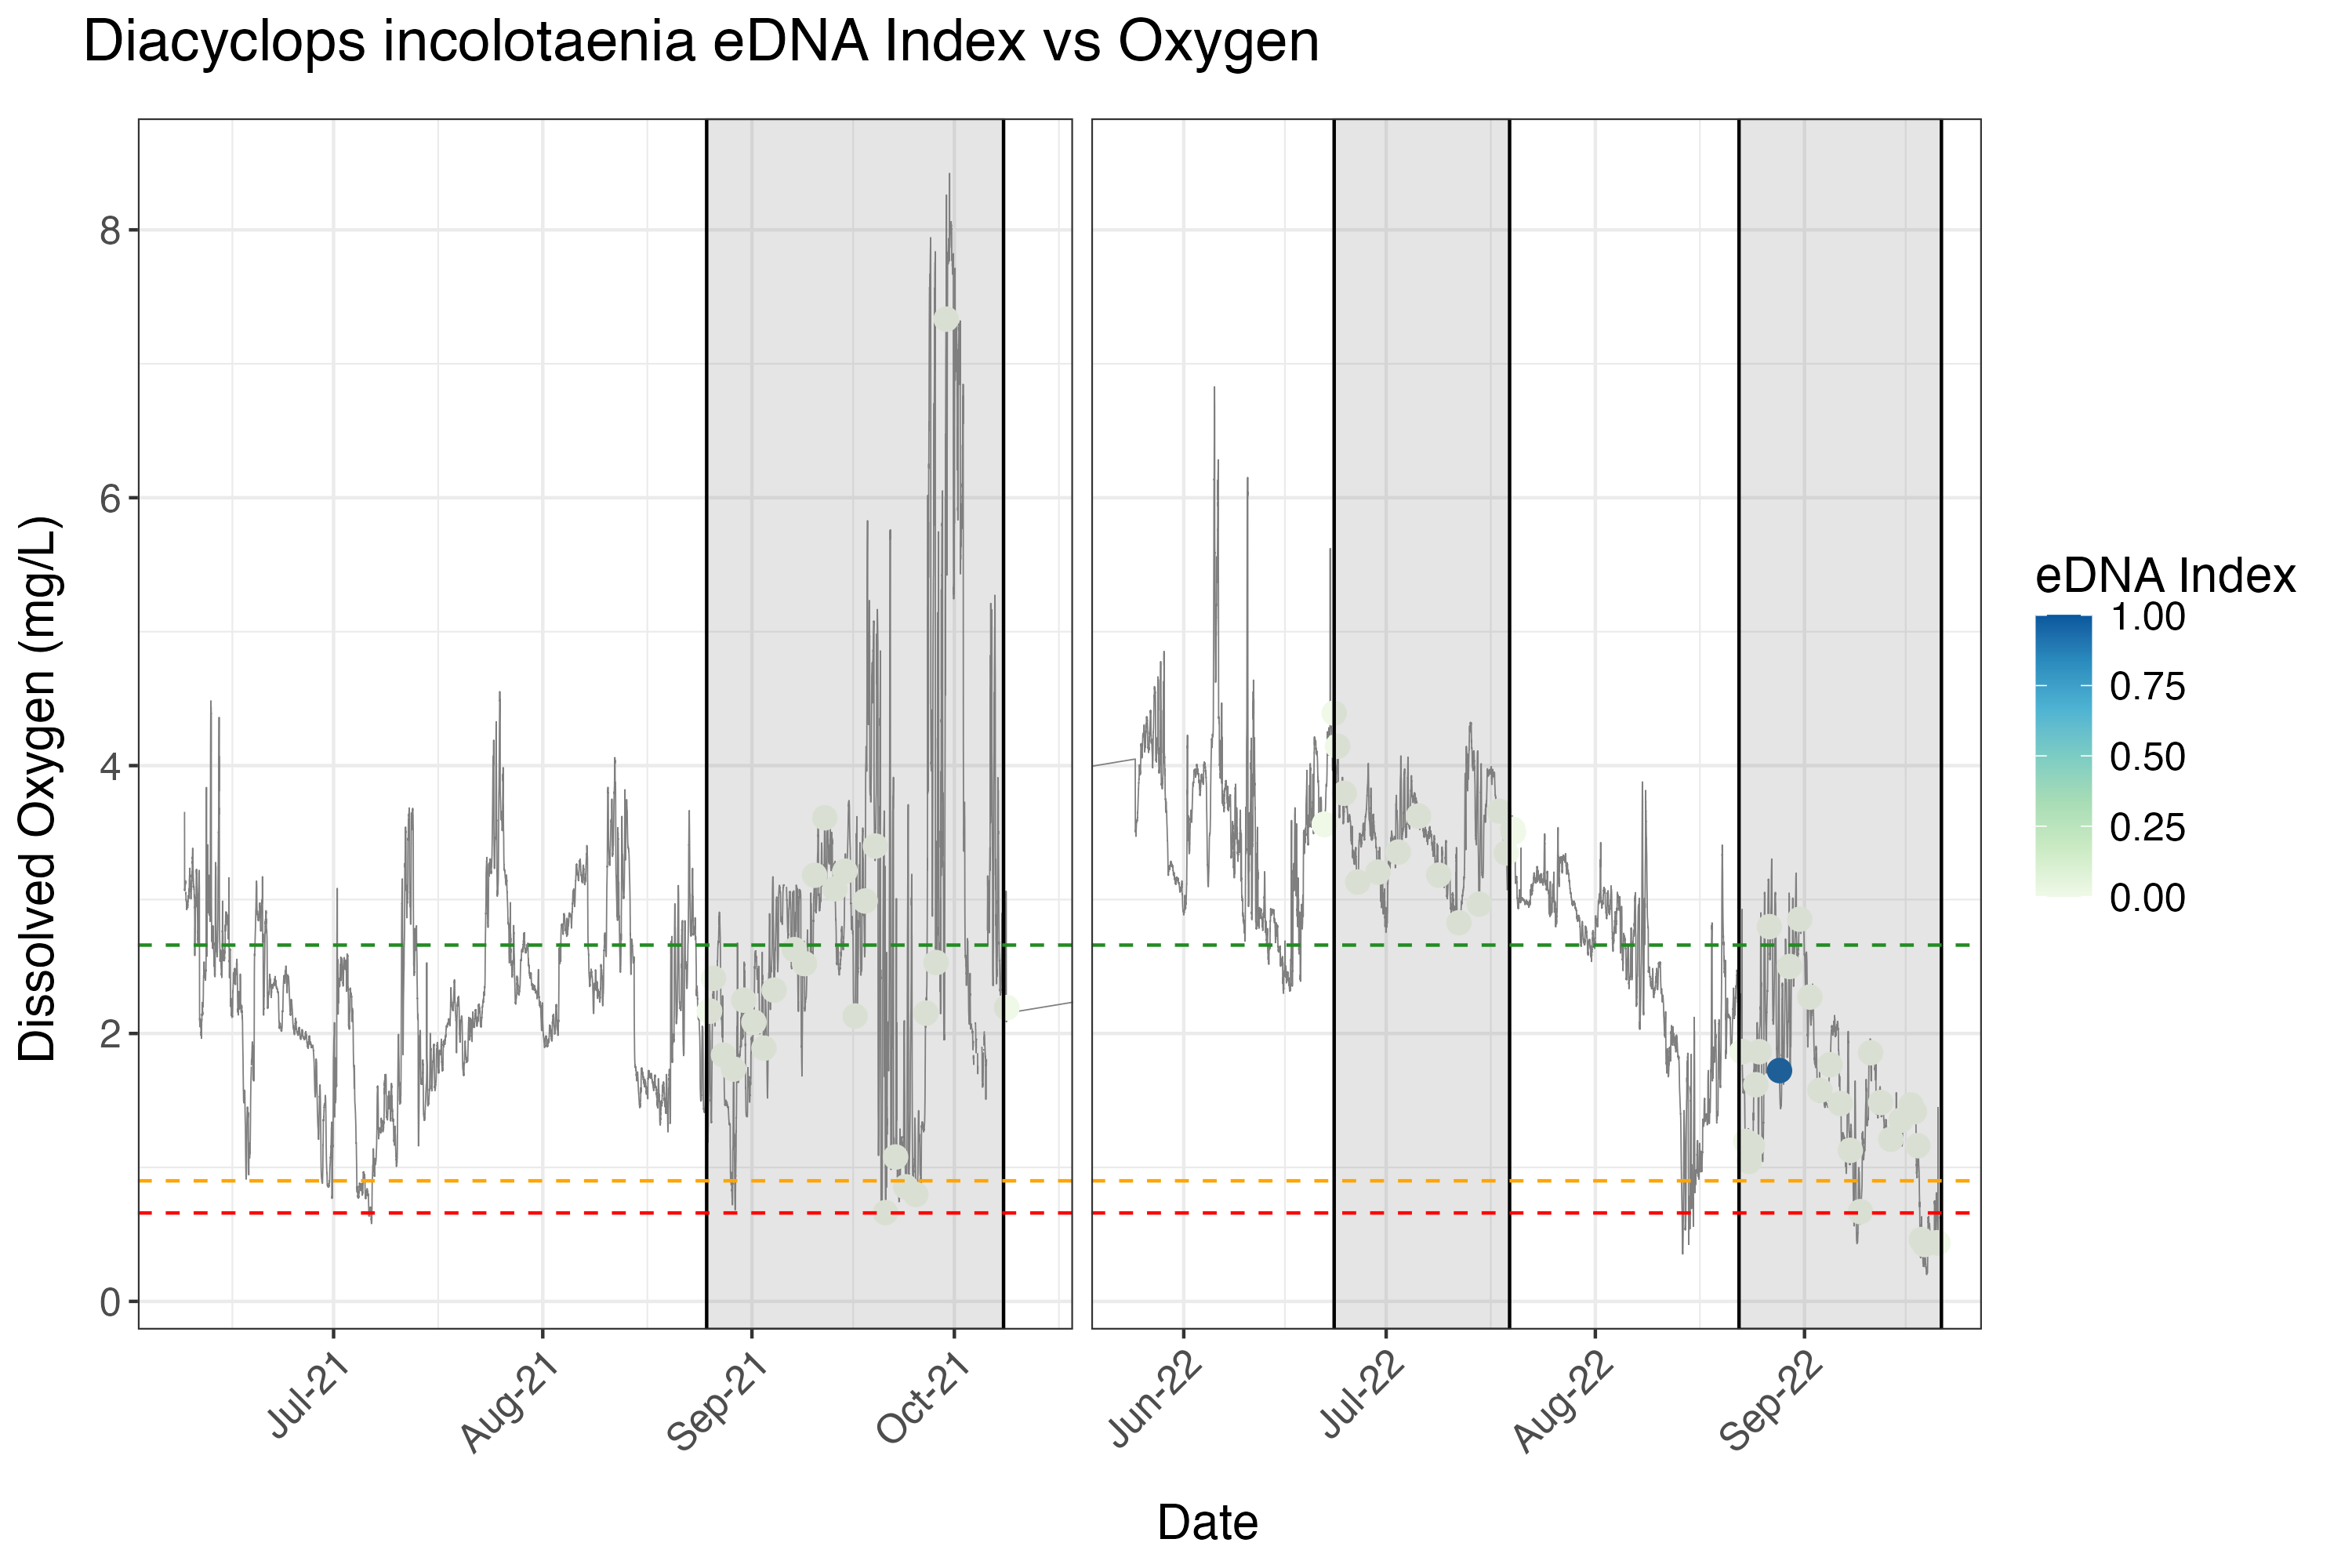 Diacyclops incolotaenia eDNA Index vs Oxygen
Dissolved Oxygen (mg/L)
8
6
4
2
0
Jul-21
Aug-21
Sep-21
Oct-21
Jun-22
Jul-22
Aug-22
Sep-22
Date
eDNA Index
1.00
0.75
0.50
0.25
0.00